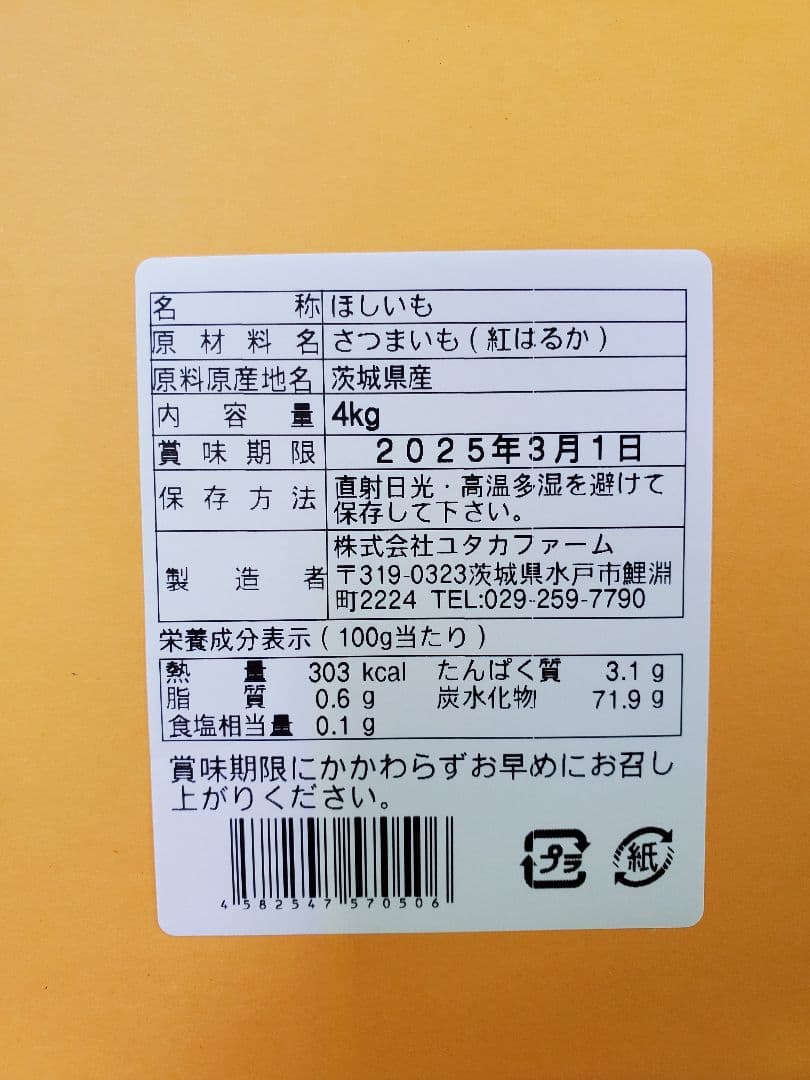 名称 ほしいも
原材料名 さつまいも(紅はるか)
原料原産地名 茨城県産
内容量 4kg
賞味期限 2025年3月1日
保存方法 直射日光・高温多湿を避けて
保存して下さい。
製造者 株式会社ユタカファーム
〒319-0323茨城県水戸市鯉淵
町2224 TEL:029-259-7790
栄養成分表示(100g当たり)
熱量 303 kcal たんぱく質 3.1 g
脂質 0.6 g 炭水化物 71.9 g
食塩相当量 0.1 g
賞味期限にかかわらずお早めにお召し
上がりください。
プラ 紙
4582547570506